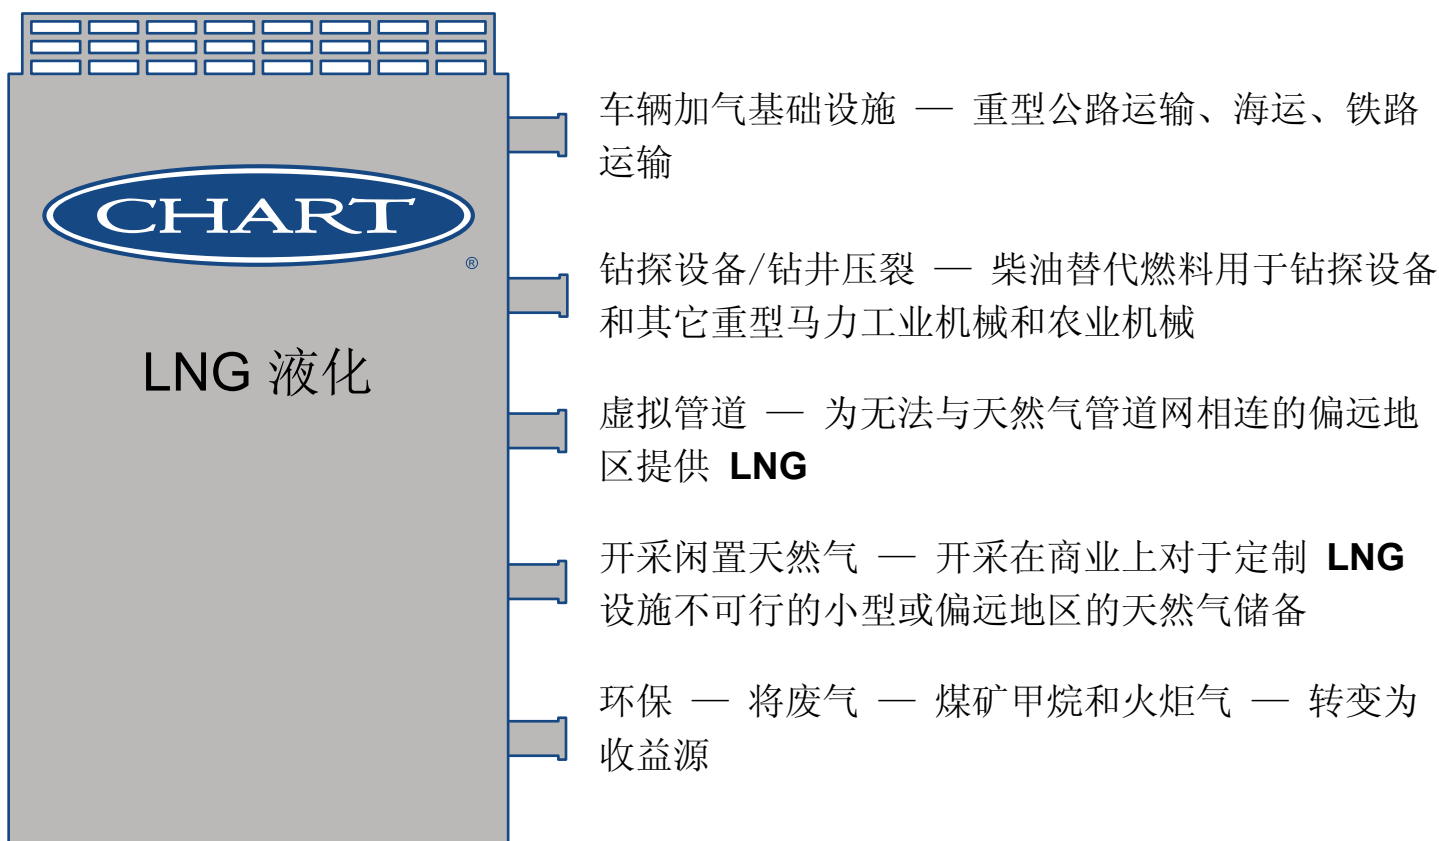 CHART
®
LNG 液化
车辆加气基础设施 — 重型公路运输、海运、铁路
运输
钻探设备/钻井压裂 — 柴油替代燃料用于钻探设备
和其它重型马力工业机械和农业机械
虚拟管道 — 为无法与天然气管道网相连的偏远地
区提供 LNG
开采闲置天然气 — 开采在商业上对于定制 LNG
设施不可行的小型或偏远地区的天然气储备
环保 — 将废气 — 煤矿甲烷和火炬气 — 转变为
收益源